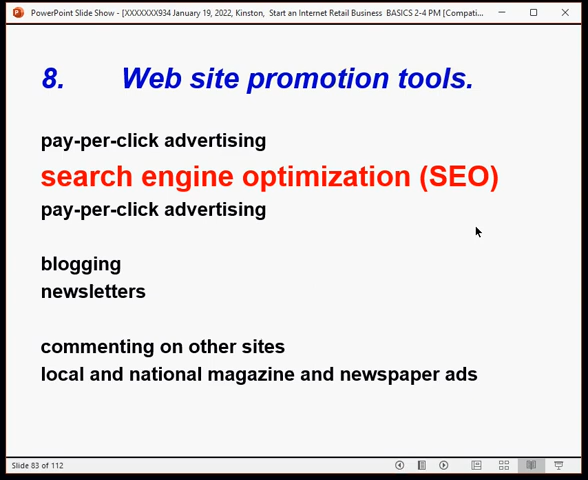 PowerPoint Slide Show - [XXXXXXX934 January 19, 2022, Kinston, Start an Internet Retail Business BASICS 2-4 PM [Compati...
8. Web site promotion tools.
pay-per-click advertising
search engine optimization (SEO)
pay-per-click advertising
blogging
newsletters
commenting on other sites
local and national magazine and newspaper ads
Slide 83 of 112